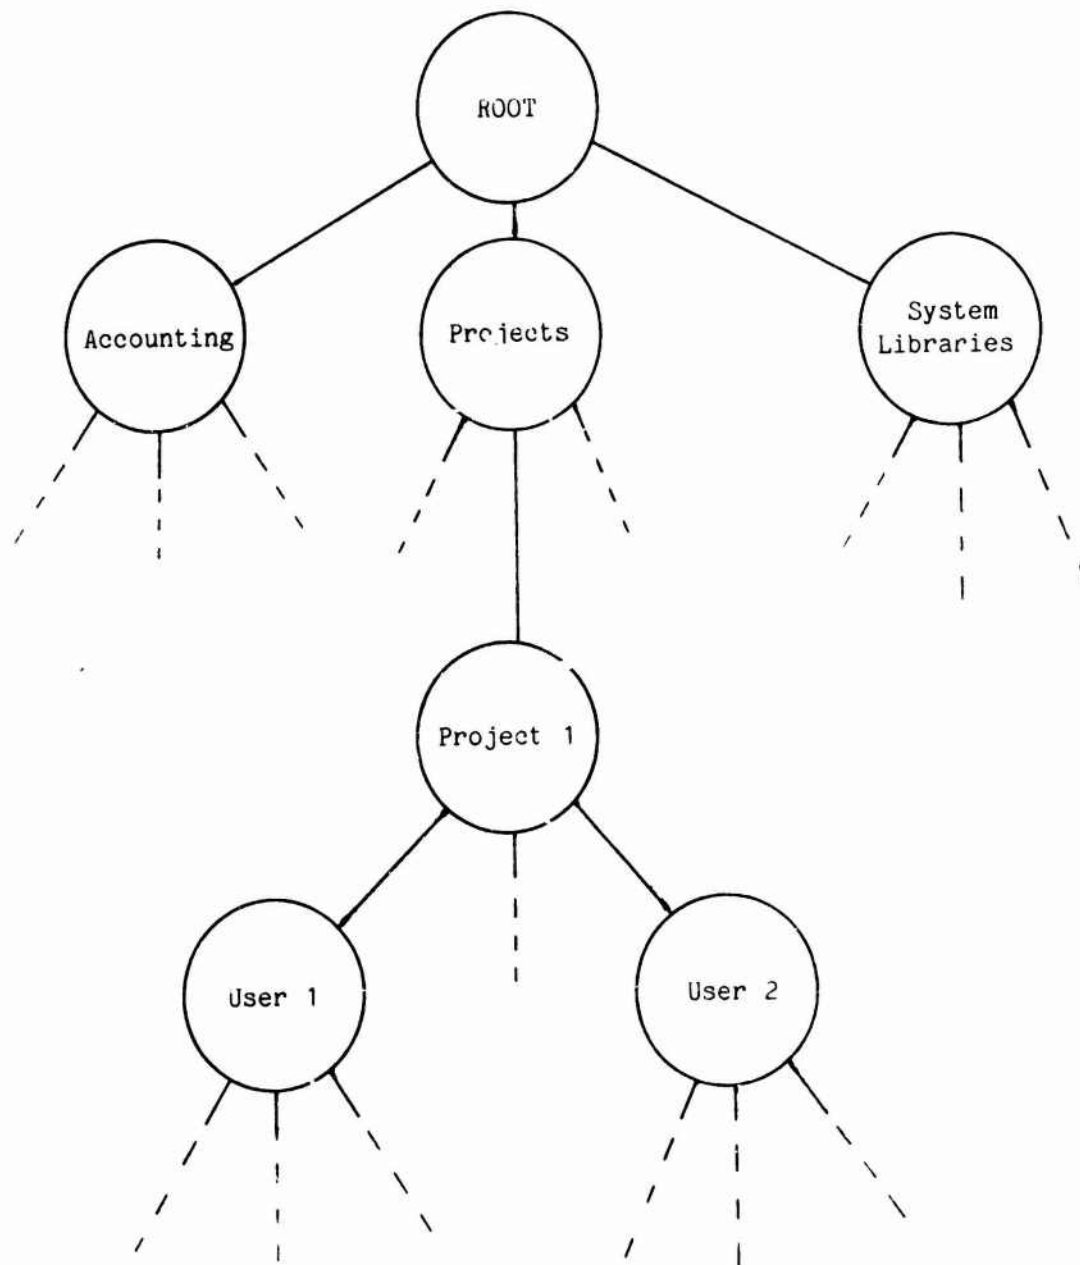 ROOT
Accounting
Projects
System
Libraries
Project 1
User 1
User 2